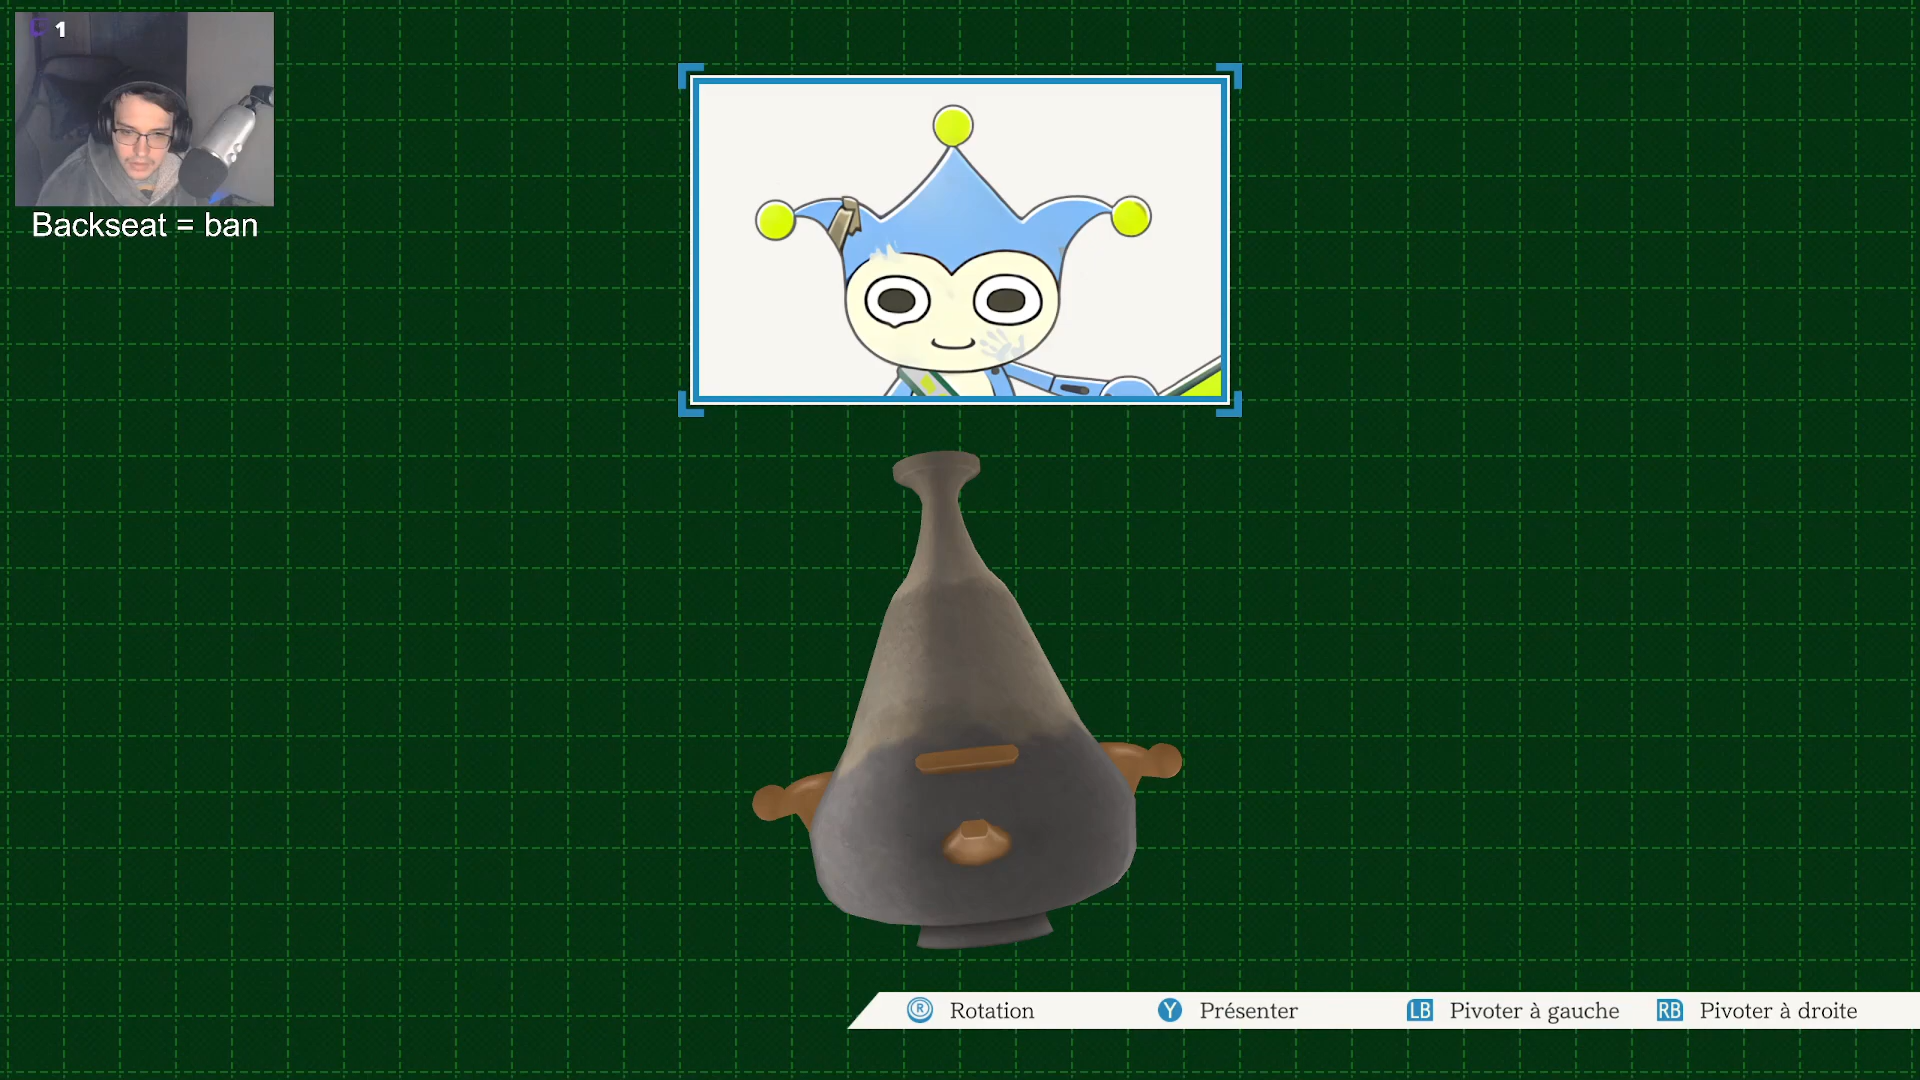 1
Backseat = ban
R Rotation
Y Présenter
LB Pivoter à gauche
RB Pivoter à droite